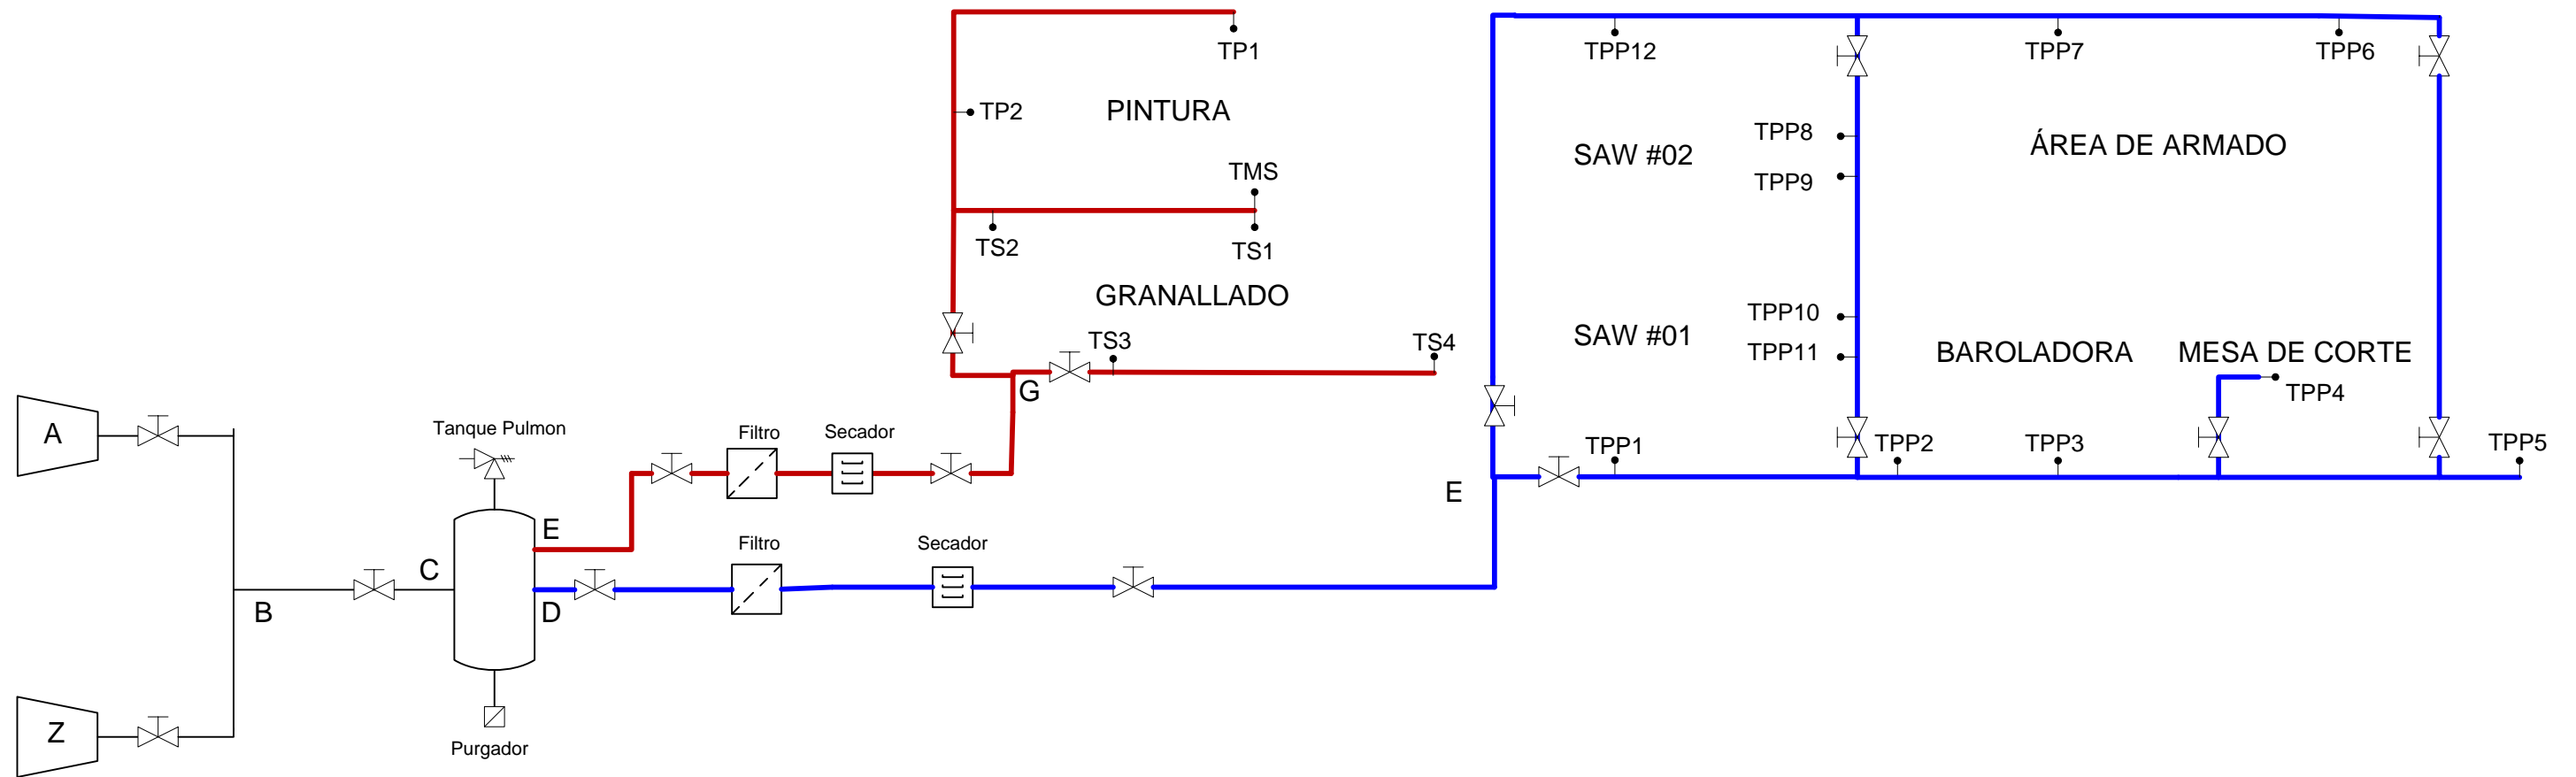 TP1
TPP12
TPP7
TPP6
TP2
PINTURA
TPP8
SAW #02
ÁREA DE ARMADO
TMS
TPP9
TS2
TS1
GRANALLADO
TPP10
SAW #01
TS3
TS4
TPP11
BAROLADORA
MESA DE CORTE
G
TPP4
A
Tanque Pulmon
Filtro
Secador
TPP1
TPP2
TPP3
TPP5
E
E
Filtro
Secador
C
B
D
Z
Purgador